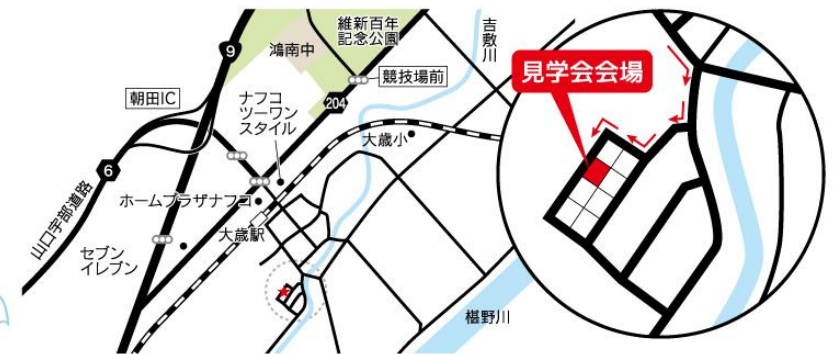 維新百年
記念公園
吉敷川
鴻南中
9
競技場前
朝田IC
ナフコ
ツーワン
スタイル
204
大歳小
6
山口宇部道路
ホームプラザナフコ
大歳駅
セブン
イレブン
椹野川
見学会会場